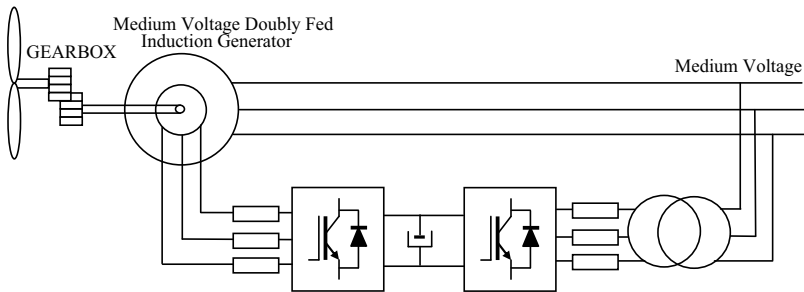 Medium Voltage Doubly Fed
Induction Generator
GEARBOX
Medium Voltage